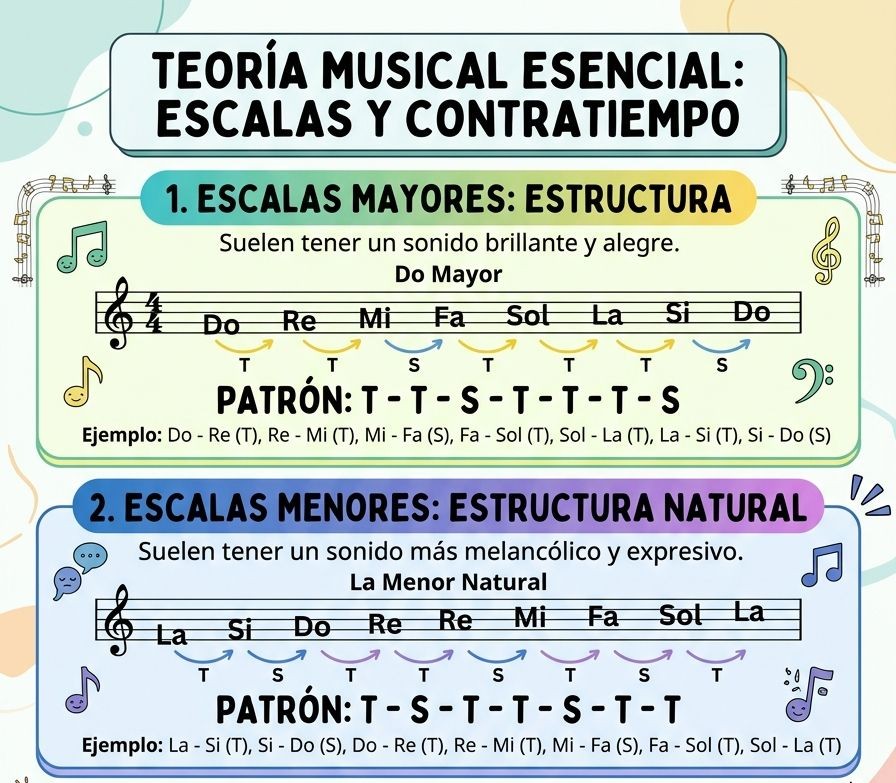 TEORÍA MUSICAL ESENCIAL:
ESCALAS Y CONTRATIEMPO
1. ESCALAS MAYORES: ESTRUCTURA
Suelen tener un sonido brillante y alegre.
Do Mayor
4
4
Do Re Mi Fa Sol La Si Do
T T S T T T S
PATRÓN: T - T - S - T - T - T - S
Ejemplo: Do - Re (T), Re - Mi (T), Mi - Fa (S), Fa - Sol (T), Sol - La (T), La - Si (T), Si - Do (S)
2. ESCALAS MENORES: ESTRUCTURA NATURAL
Suelen tener un sonido más melancólico y expresivo.
La Menor Natural
La Si Do Re Re Mi Fa Sol La
T S T T S T S T
PATRÓN: T - S - T - T - S - T - T
Ejemplo: La - Si (T), Si - Do (S), Do - Re (T), Re - Mi (T), Mi - Fa (S), Fa - Sol (T), Sol - La (T)